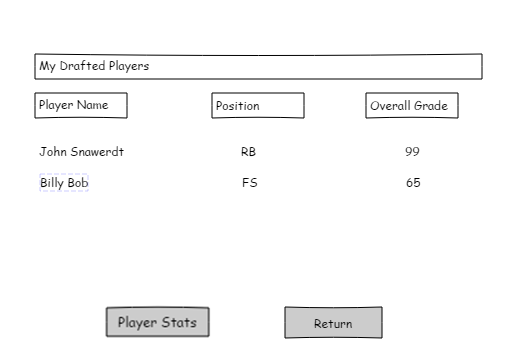 My Drafted Players
Player Name Position Overall Grade
John Snawerdt RB 99
Billy Bob FS 65
Player Stats Return